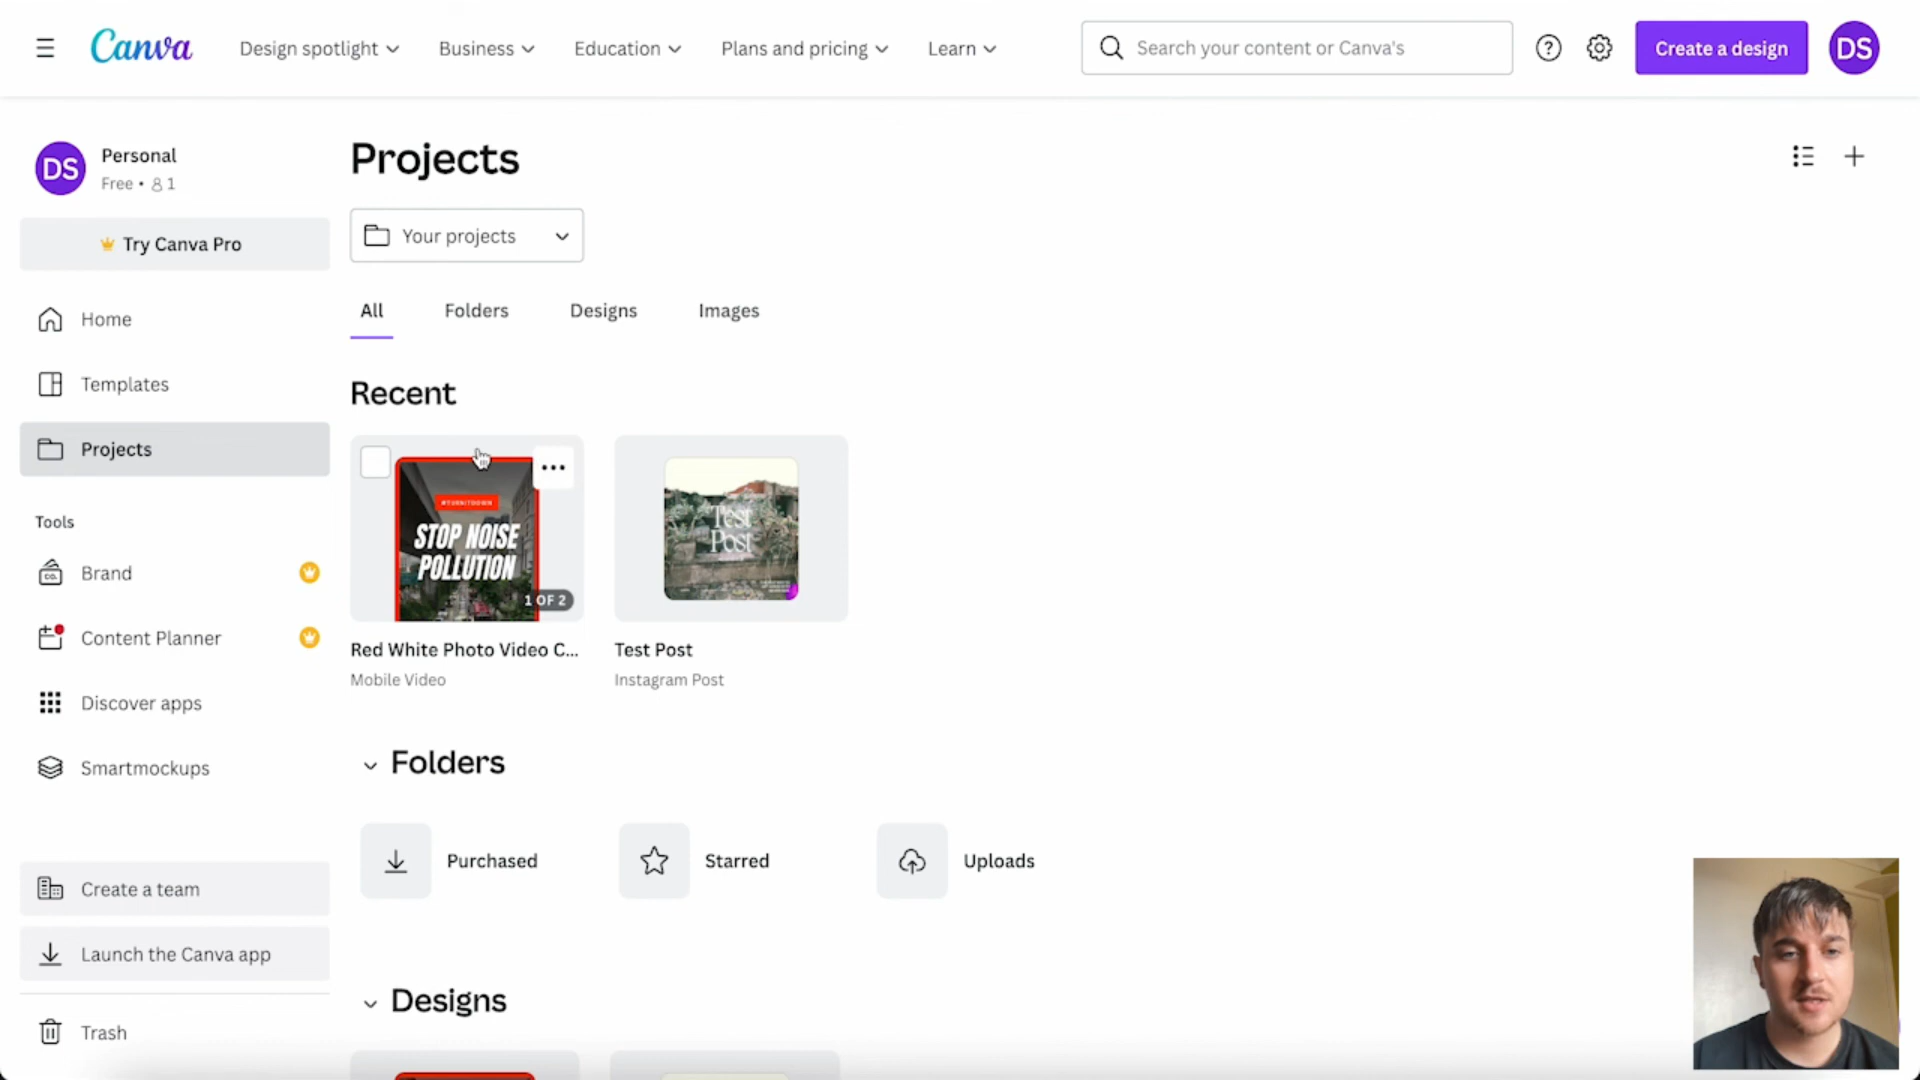 Canva
Design spotlight
Business
Education
Plans and pricing
Learn
Search your content or Canva's
Create a design
DS
DS
Personal
Free • 1
Try Canva Pro
Home
Templates
Projects
Tools
Brand
CO.
Content Planner
Discover apps
Smartmockups
Create a team
Launch the Canva app
Trash
Projects
Your projects
All
Folders
Designs
Images
Recent
#TURNITDOWN
STOP NOISE
POLLUTION
1 OF 2
Red White Photo Video C...
Mobile Video
Test
Post
Test Post
Instagram Post
Folders
Purchased
Starred
Uploads
Designs